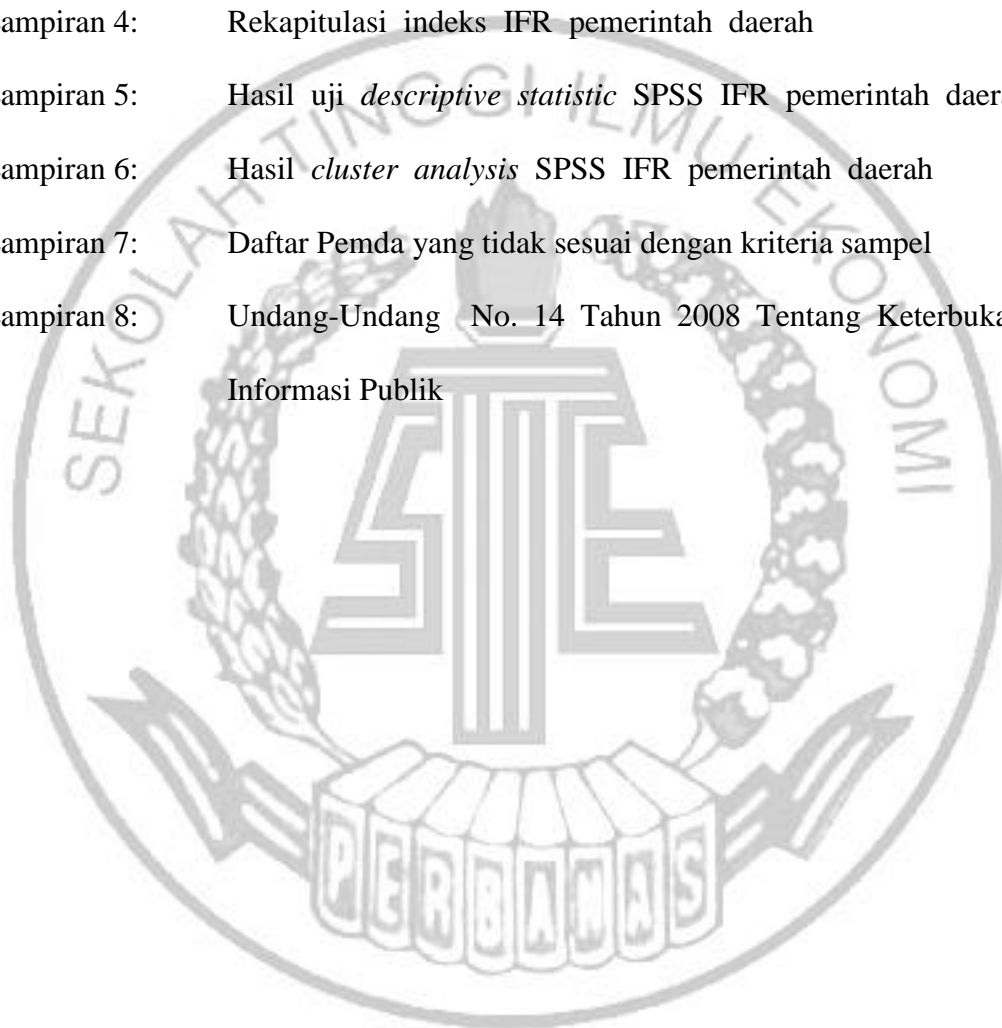 ampiran 4: Rekapitulasi indeks IFR pemerintah daerah
ampiran 5: Hasil uji descriptive statistic SPSS IFR pemerintah daera
ampiran 6: Hasil cluster analysis SPSS IFR pemerintah daerah
ampiran 7: Daftar Pemda yang tidak sesuai dengan kriteria sampel
ampiran 8: Undang-Undang No. 14 Tahun 2008 Tentang Keterbuka
Informasi Publik
SEKOLAH TINGGI ILMU EKONOMI
STIE
PERBANAS